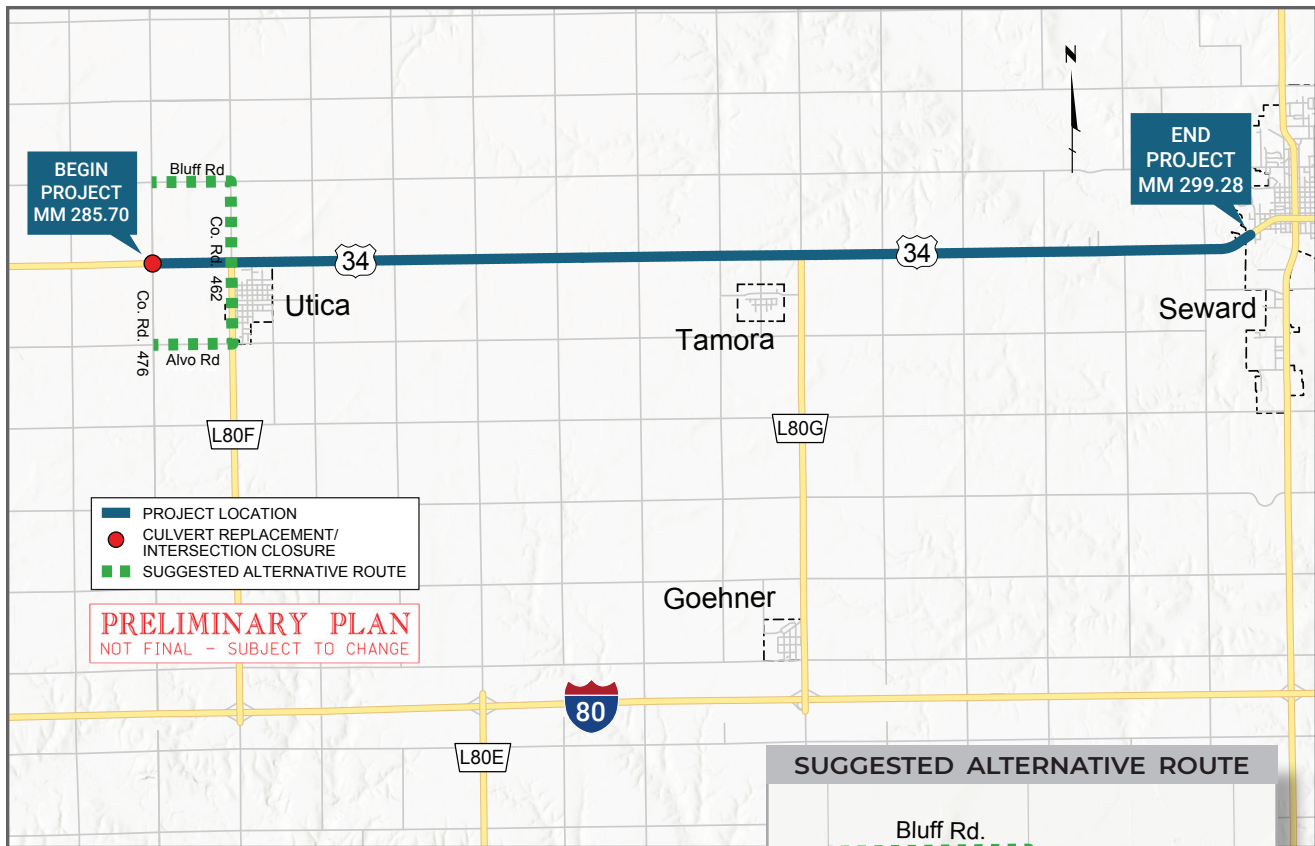 N
BEGIN
PROJECT
MM 285.70
Bluff Rd
Co. Rd. 462
34
34
END
PROJECT
MM 299.28
Utica
Co. Rd. 476
Alvo Rd
Tamora
Seward
L80F
L80G
PROJECT LOCATION
CULVERT REPLACEMENT/
INTERSECTION CLOSURE
SUGGESTED ALTERNATIVE ROUTE
PRELIMINARY PLAN
NOT FINAL – SUBJECT TO CHANGE
Goehner
80
L80E
SUGGESTED ALTERNATIVE ROUTE
Bluff Rd.